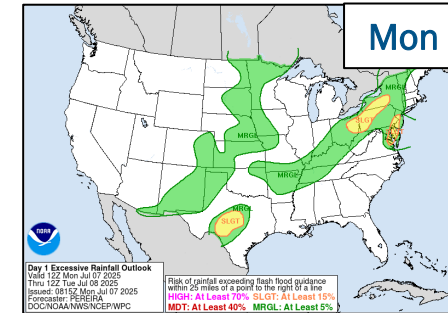 Mon
MRGL
SLGT
MRGL
MRGL
MRGL
SLGT
NOAA
Day 1 Excessive Rainfall Outlook
Valid 12Z Mon Jul 07 2025
Thru 12Z Tue Jul 08 2025
Issued: 0815Z Mon Jul 07 2025
Forecaster: PEREIRA
DOC/NOAA/NWS/NCEP/WPC
Risk of rainfall exceeding flash flood guidance
within 25 miles of a point to the right of a line
HIGH: At Least 70% SLGT: At Least 15%
MDT: At Least 40% MRGL: At Least 5%